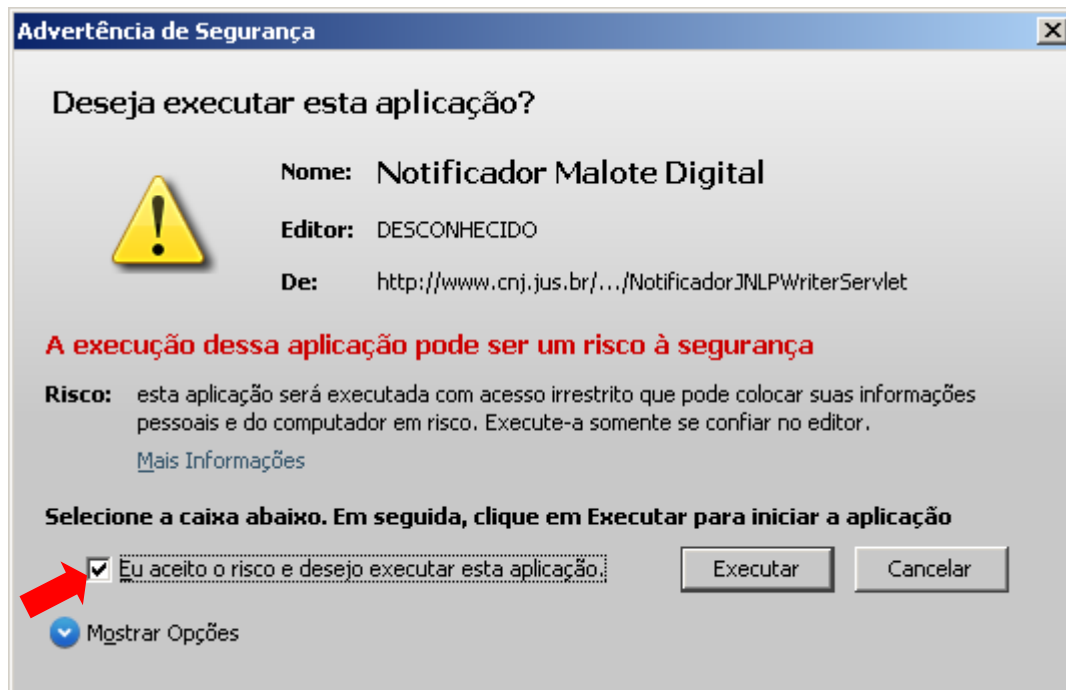 Advertência de Segurança
Deseja executar esta aplicação?
Nome: Notificador Malote Digital
Editor: DESCONHECIDO
De: http://www.cnj.jus.br/.../NotificadorJNLPWriterServlet
A execução dessa aplicação pode ser um risco à segurança
Risco: esta aplicação será executada com acesso irrestrito que pode colocar suas informações
pessoais e do computador em risco. Execute-a somente se confiar no editor.
Mais Informações
Selecione a caixa abaixo. Em seguida, clique em Executar para iniciar a aplicação
Eu aceito o risco e desejo executar esta aplicação. Executar Cancelar
Mostrar Opções